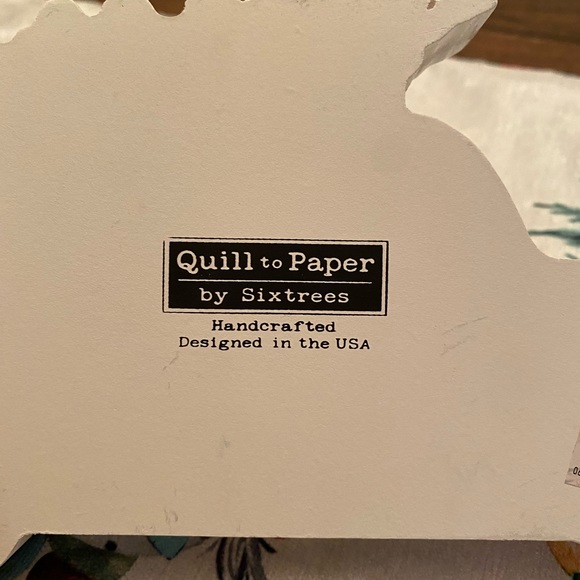 Quill to Paper
by Sixtrees
Handcrafted
Designed in the USA